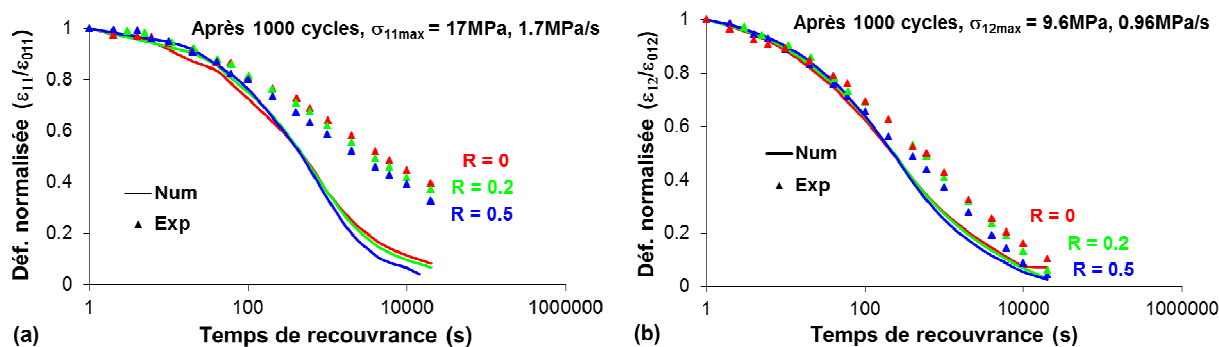 Après 1000 cycles, σ11max = 17MPa, 1.7MPa/s
Déf. normalisée (ε11/ε011)
1
0.8
0.6
0.4
0.2
0
Num
Exp
R = 0
R = 0.2
R = 0.5
1
100
10000
1000000
Temps de recouvrance (s)
(a)
Après 1000 cycles, σ12max = 9.6MPa, 0.96MPa/s
Déf. normalisée (ε12/ε012)
1
0.8
0.6
0.4
0.2
0
Num
Exp
R = 0
R = 0.2
R = 0.5
1
100
10000
1000000
Temps de recouvrance (s)
(b)